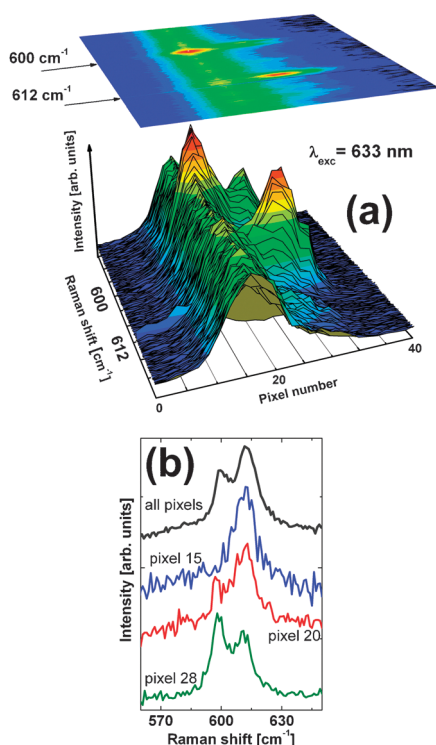 600 cm⁻¹
612 cm⁻¹
λexc = 633 nm
(a)
Intensity [arb. units]
Raman shift [cm⁻¹]
600
612
0
20
40
Pixel number
(b)
all pixels
pixel 15
pixel 20
pixel 28
Intensity [arb. units]
570
600
630
Raman shift [cm⁻¹]